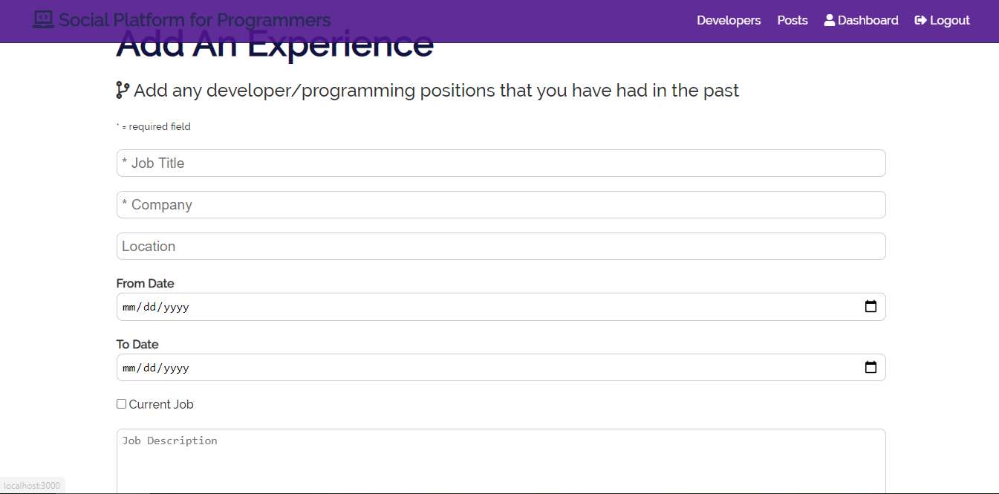 Social Platform for Programmers
Developers Posts Dashboard Logout
Add An Experience
Add any developer/programming positions that you have had in the past
* = required field
* Job Title
* Company
Location
From Date
mm/dd/yyyy
To Date
mm/dd/yyyy
Current Job
Job Description
localhost:3000